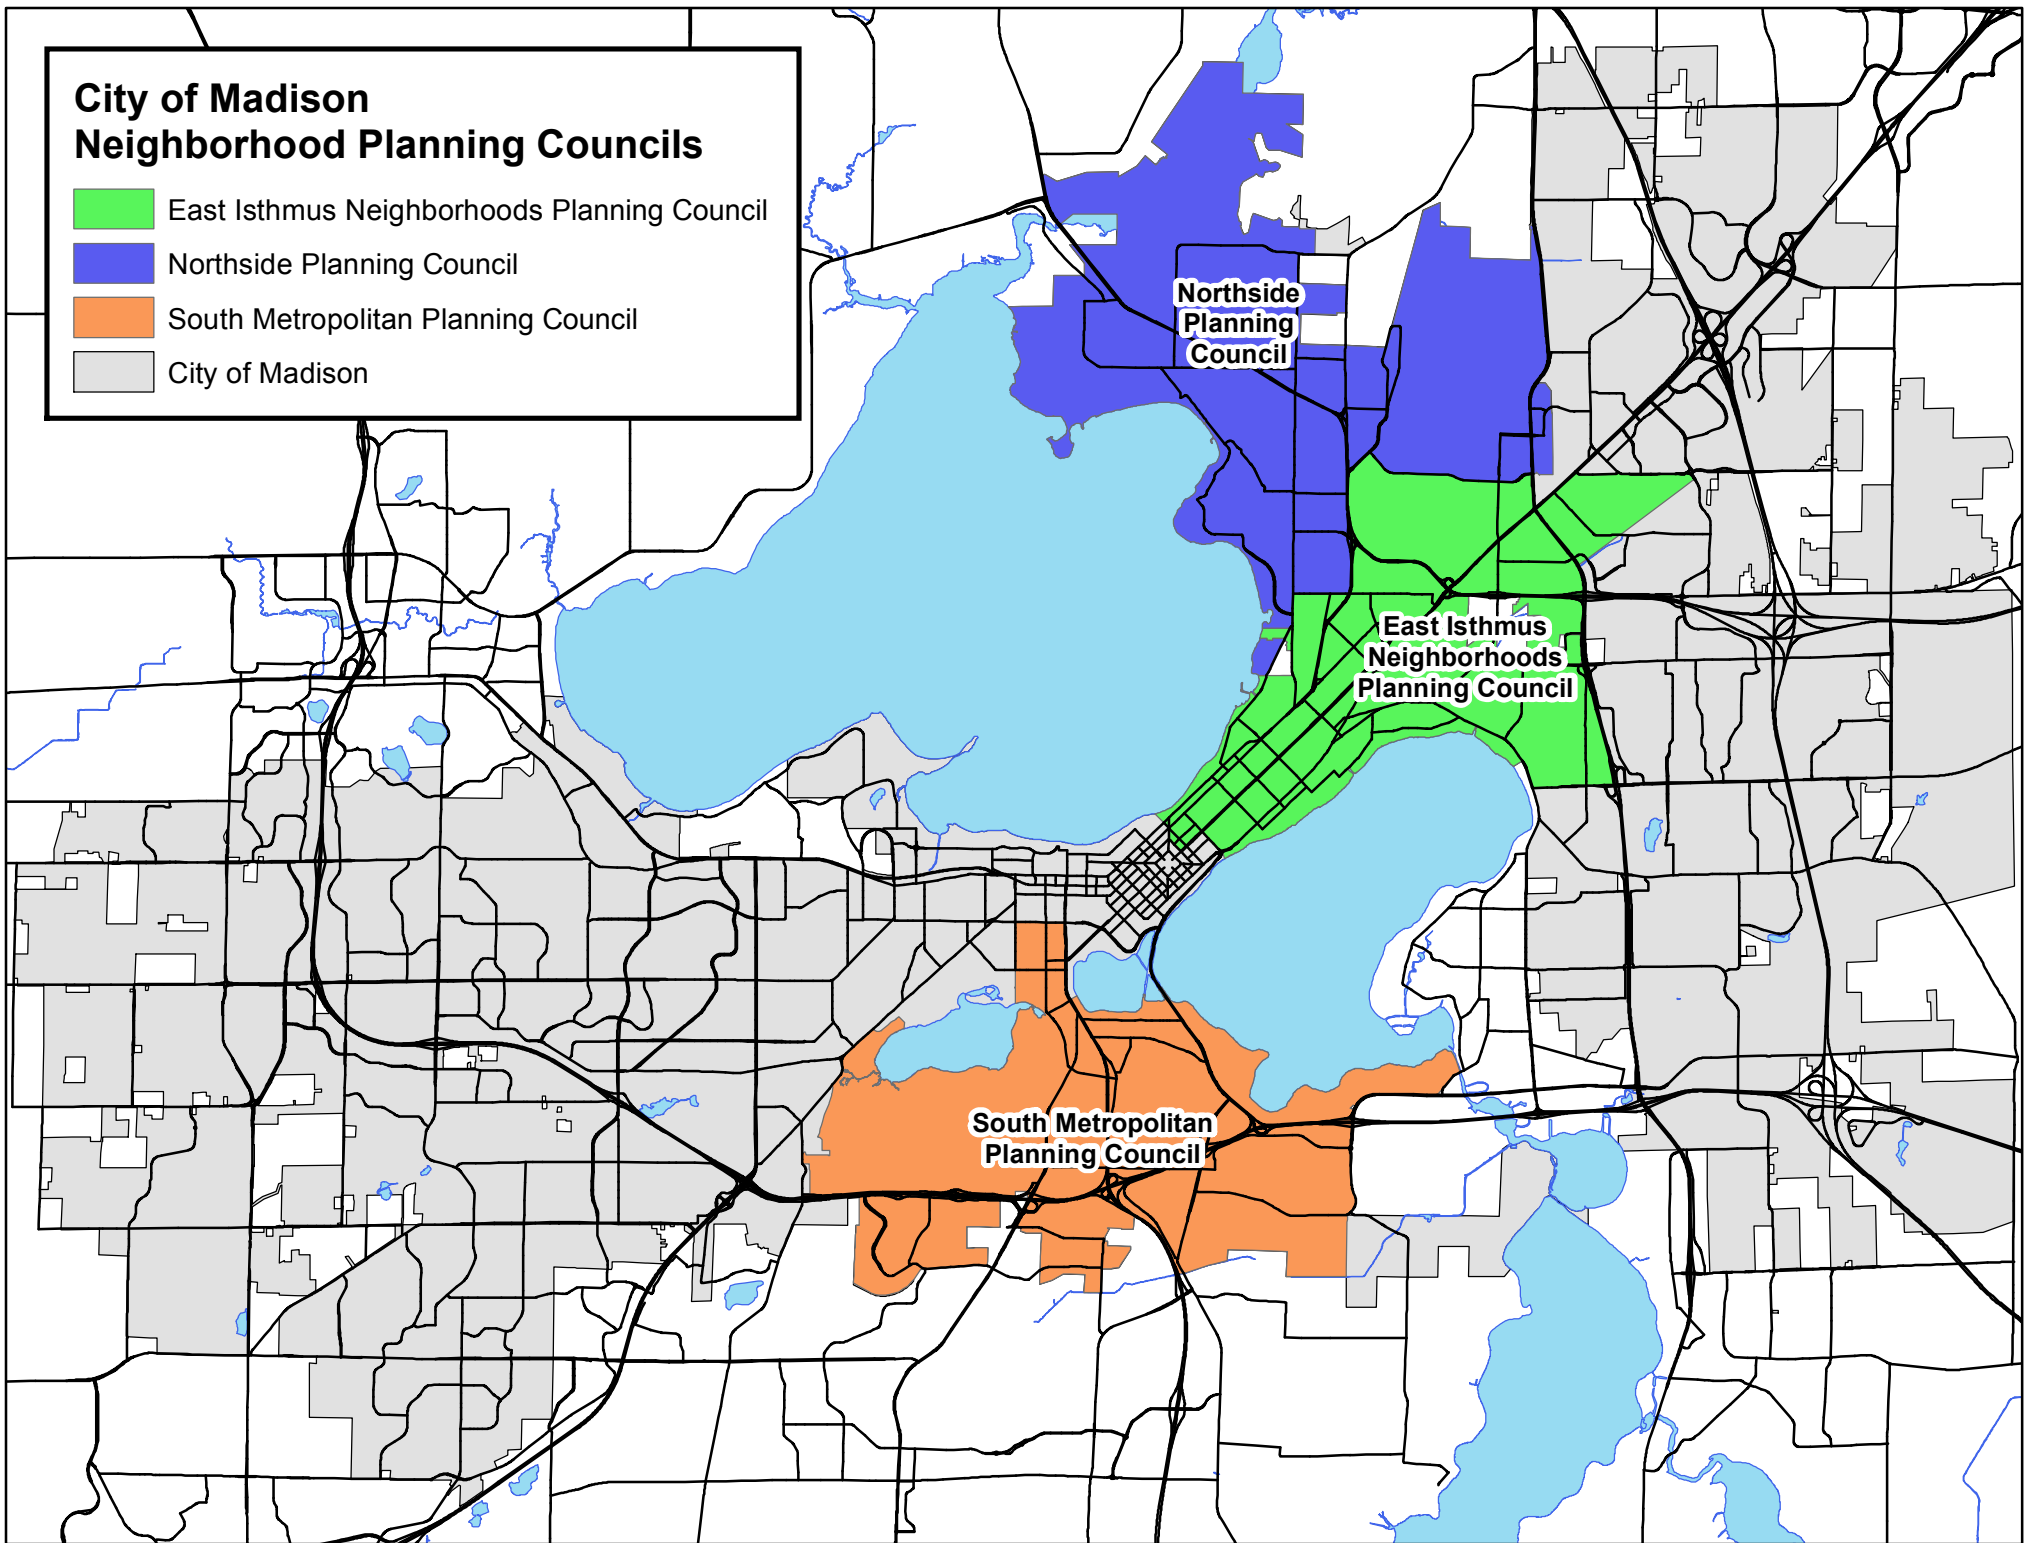 City of Madison
Neighborhood Planning Councils
East Isthmus Neighborhoods Planning Council
Northside Planning Council
South Metropolitan Planning Council
City of Madison
Northside
Planning
Council
East Isthmus
Neighborhoods
Planning Council
South Metropolitan
Planning Council